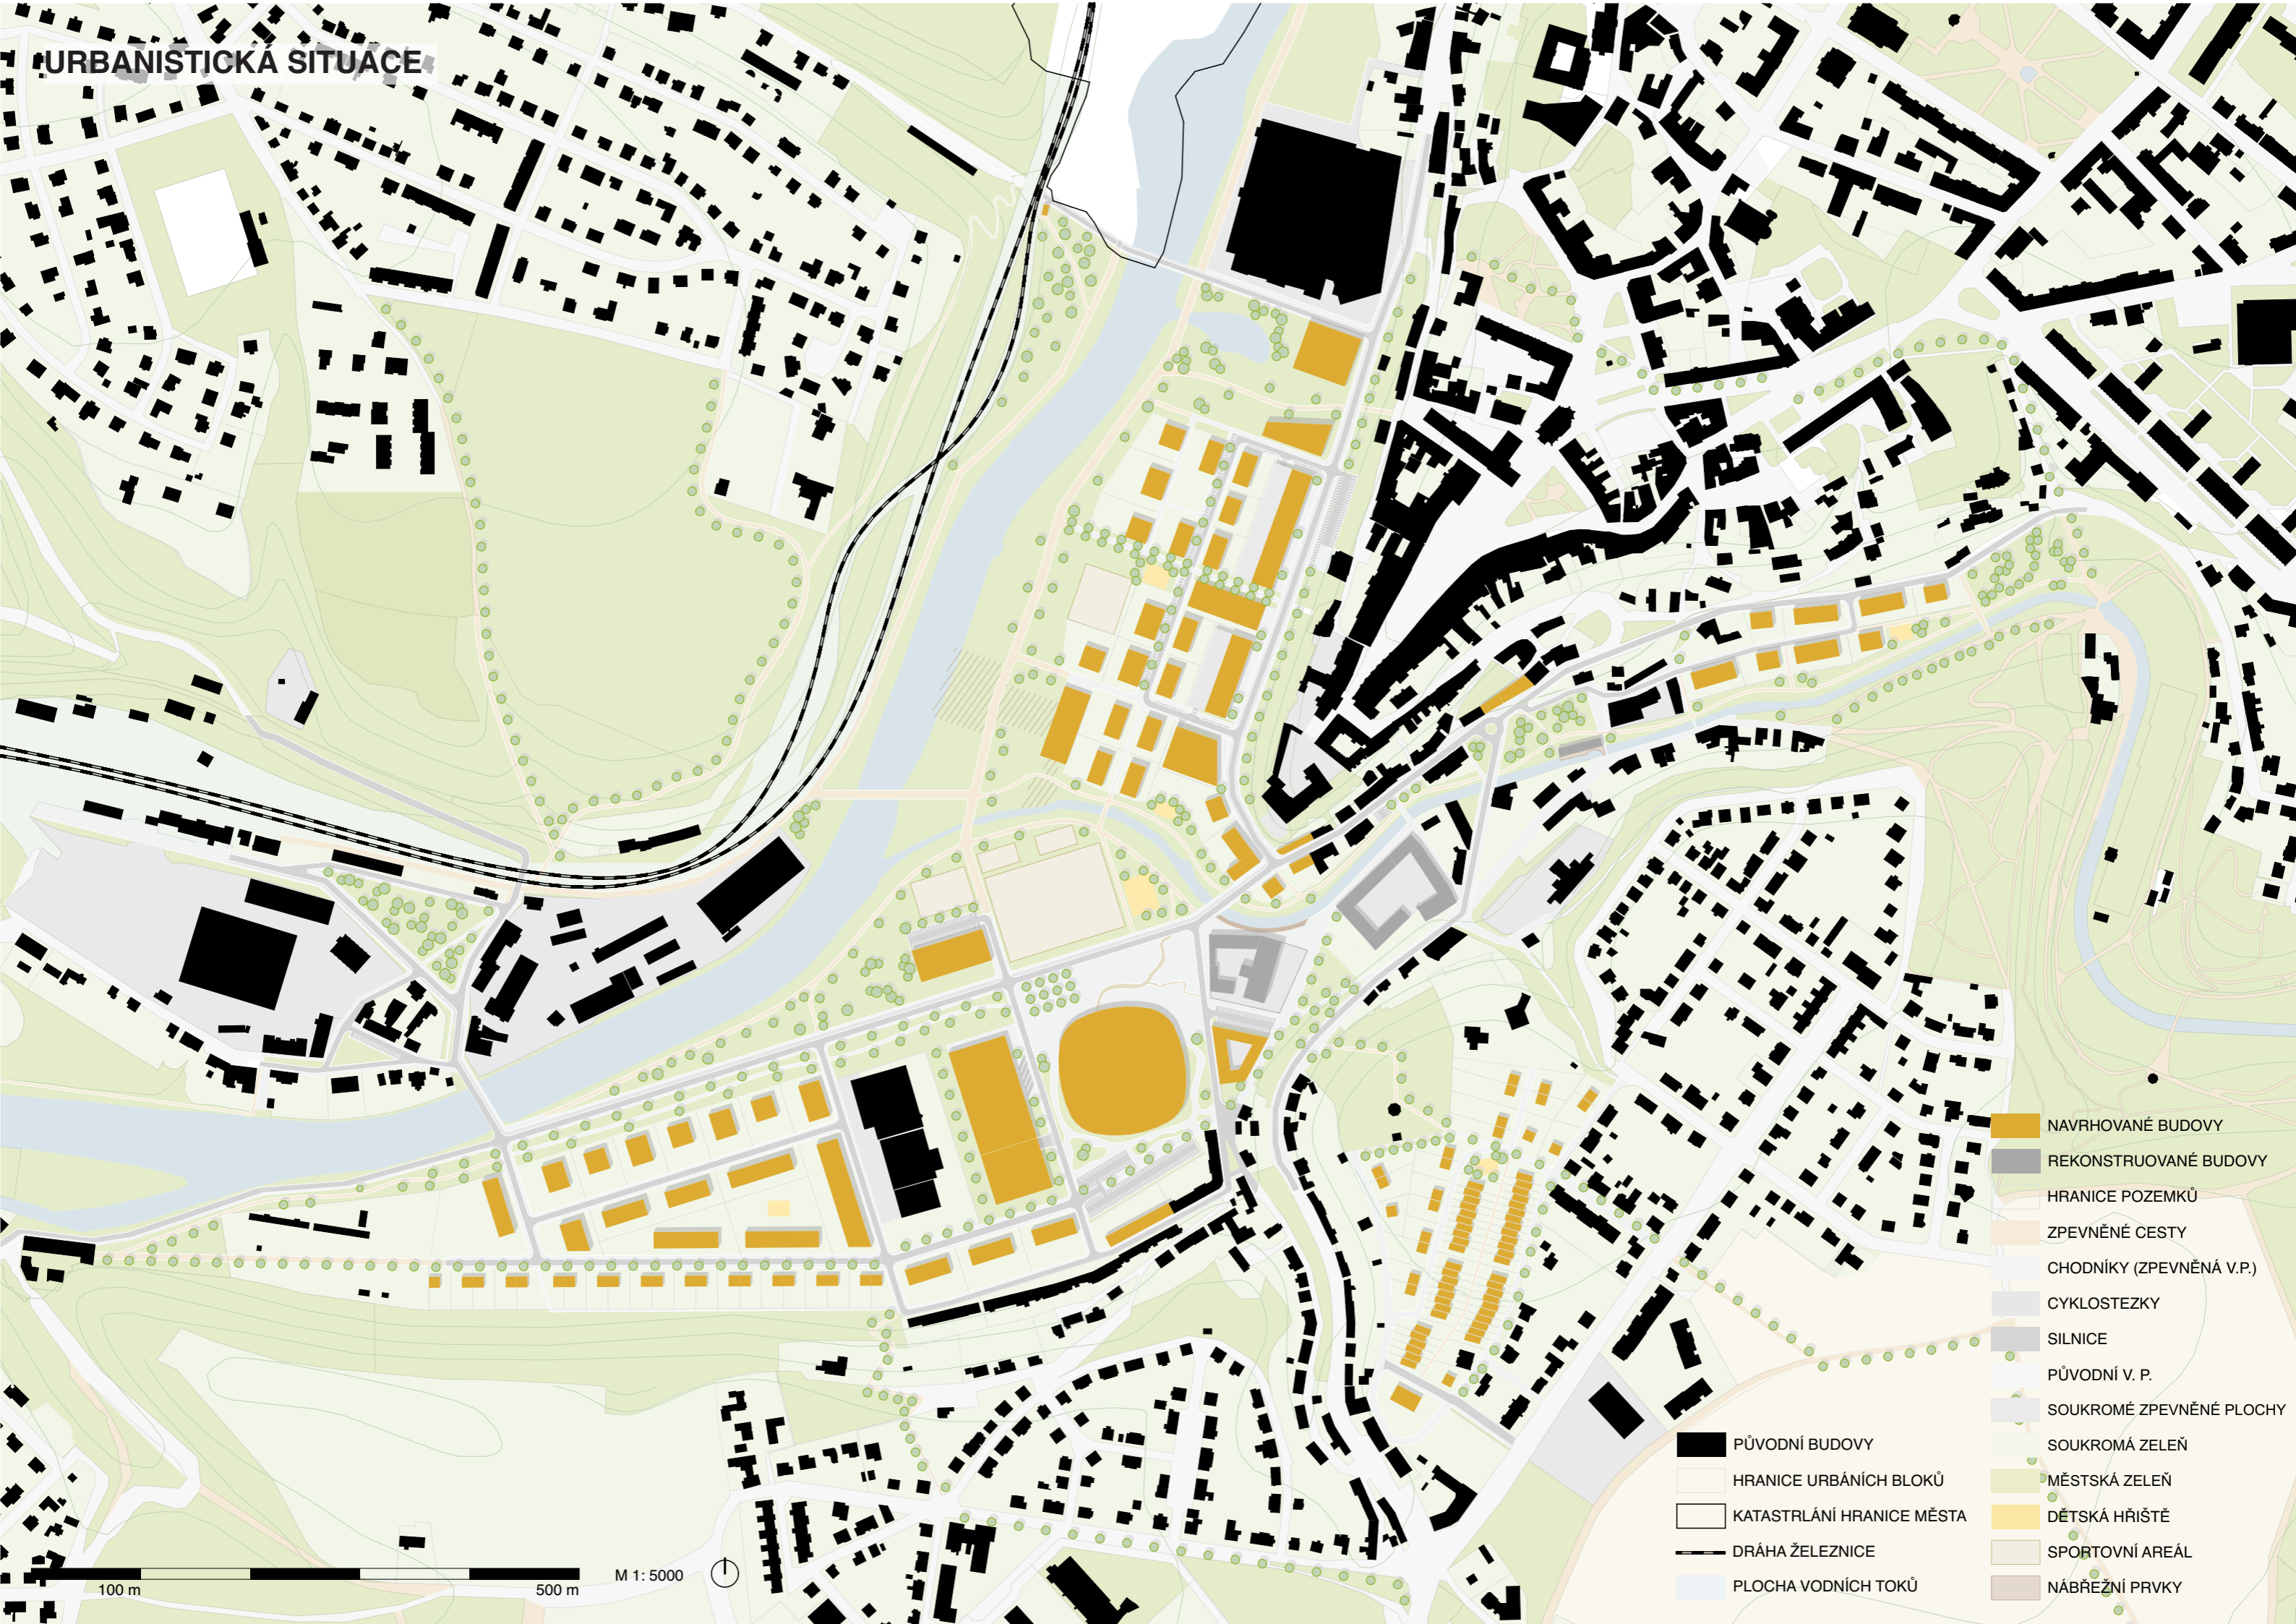 URBANISTICKÁ SITUACE
NAVRHOVANÉ BUDOVY
REKONSTRUOVANÉ BUDOVY
HRANICE POZEMKŮ
ZPEVNĚNÉ CESTY
CHODNÍKY (ZPEVNĚNÁ V.P.)
CYKLOSTEZKY
SILNICE
PŮVODNÍ V. P.
SOUKROMÉ ZPEVNĚNÉ PLOCHY
SOUKROMÁ ZELEŇ
MĚSTSKÁ ZELEŇ
DĚTSKÁ HŘIŠTĚ
SPORTOVNÍ AREÁL
NÁBŘEŽNÍ PRVKY
PŮVODNÍ BUDOVY
HRANICE URBÁNÍCH BLOKŮ
KATASTRLÁNÍ HRANICE MĚSTA
DRÁHA ŽELEZNICE
PLOCHA VODNÍCH TOKŮ
100 m
500 m
M 1: 5000